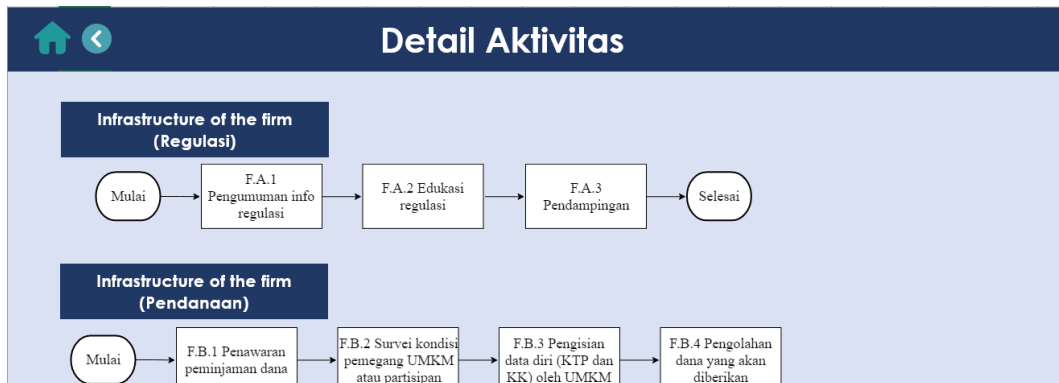 Detail Aktivitas
Infrastructure of the firm
(Regulasi)
Mulai
F.A.1
Pengumuman info
regulasi
F.A.2 Edukasi
regulasi
F.A.3
Pendampingan
Selesai
Infrastructure of the firm
(Pendanaan)
Mulai
F.B.1 Penawaran
peminjaman dana
F.B.2 Survei kondisi
pemegang UMKM
atau partisipan
F.B.3 Pengisian
data diri (KTP dan
KK) oleh UMKM
F.B.4 Pengolahan
dana yang akan
diberikan